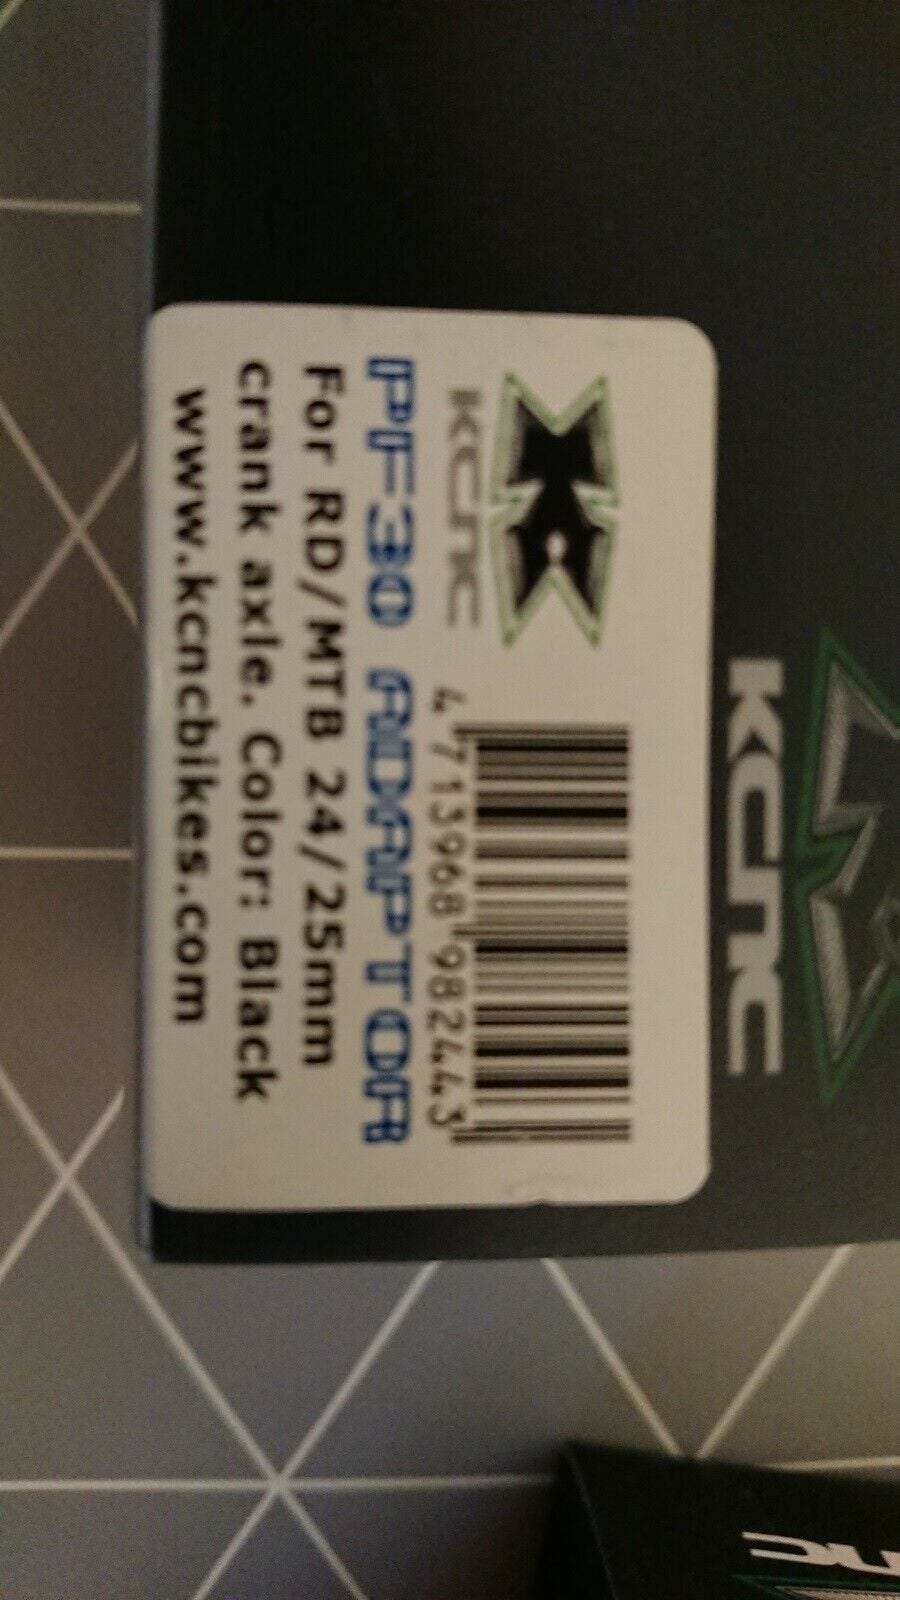 KCNC
KCNC
4 713968 982443
PF30 ADAPTOR
For RD/MTB 24/25mm
crank axle. Color: Black
www.kcncbikes.com